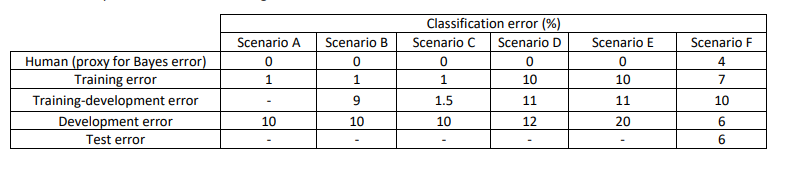 Classification error (%)
Scenario A Scenario B Scenario C Scenario D Scenario E Scenario F
Human (proxy for Bayes error) 0 0 0 0 0 4
Training error 1 1 1 10 10 7
Training-development error - 9 1.5 11 11 10
Development error 10 10 10 12 20 6
Test error - - - - - 6